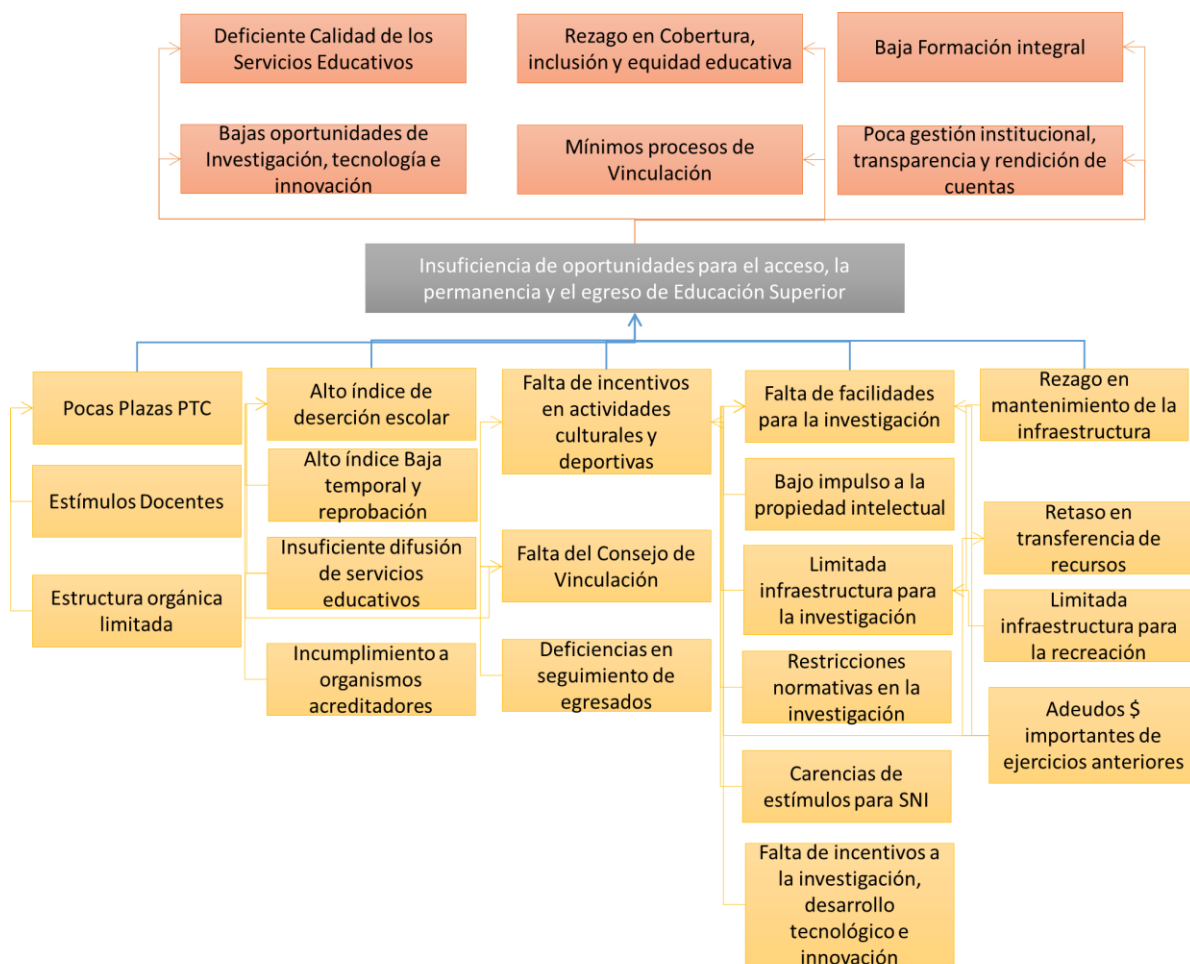 Deficiente Calidad de los
Servicios Educativos
Rezago en Cobertura,
inclusión y equidad educativa
Baja Formación integral
Bajas oportunidades de
Investigación, tecnología e
innovación
Mínimos procesos de
Vinculación
Poca gestión institucional,
transparencia y rendición de
cuentas
Insuficiencia de oportunidades para el acceso, la
permanencia y el egreso de Educación Superior
Pocas Plazas PTC
Estímulos Docentes
Estructura orgánica
limitada
Alto índice de
deserción escolar
Alto índice Baja
temporal y
reprobación
Insuficiente difusión
de servicios
educativos
Incumplimiento a
organismos
acreditadores
Falta de incentivos
en actividades
culturales y
deportivas
Falta del Consejo de
Vinculación
Deficiencias en
seguimiento de
egresados
Falta de facilidades
para la investigación
Bajo impulso a la
propiedad intelectual
Limitada
infraestructura para
la investigación
Restricciones
normativas en la
investigación
Carencias de
estímulos para SNI
Falta de incentivos a
la investigación,
desarrollo
tecnológico e
innovación
Rezago en
mantenimiento de la
infraestructura
Retaso en
transferencia de
recursos
Limitada
infraestructura para
la recreación
Adeudos $
importantes de
ejercicios anteriores